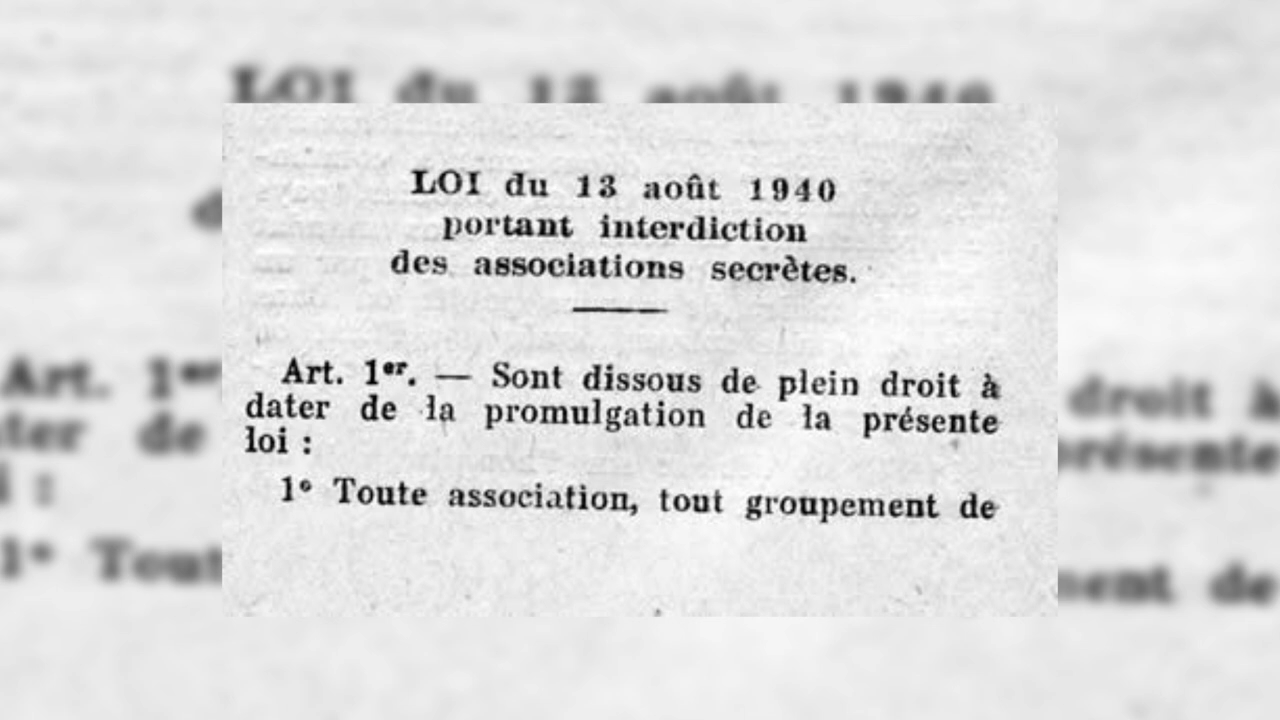 LOI du 13 août 1940
portant interdiction
des associations secrètes.
Art. 1er. — Sont dissous de plein droit à
dater de la promulgation de la présente
loi :
1° Toute association, tout groupement de